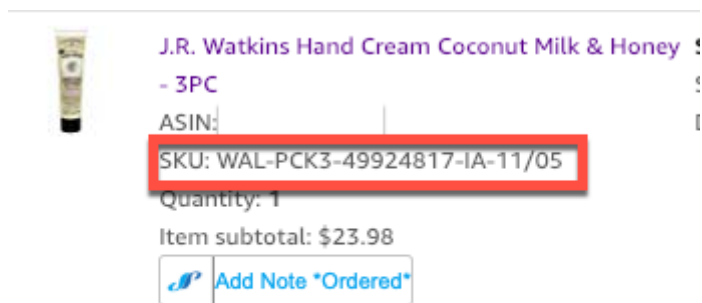 J.R. Watkins Hand Cream Coconut Milk & Honey
- 3PC
ASIN:
SKU: WAL-PCK3-49924817-IA-11/05
Quantity: 1
Item subtotal: $23.98
Add Note *Ordered*